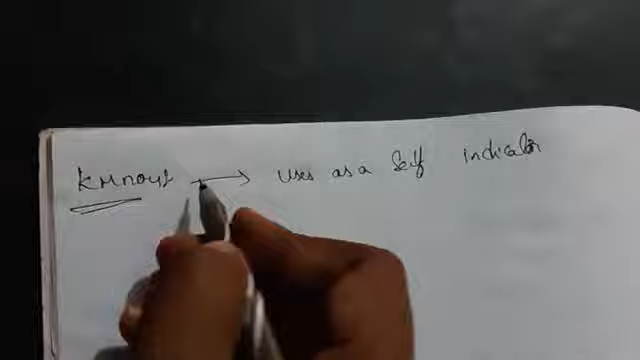 KMnO4 → uses as a Self indicator